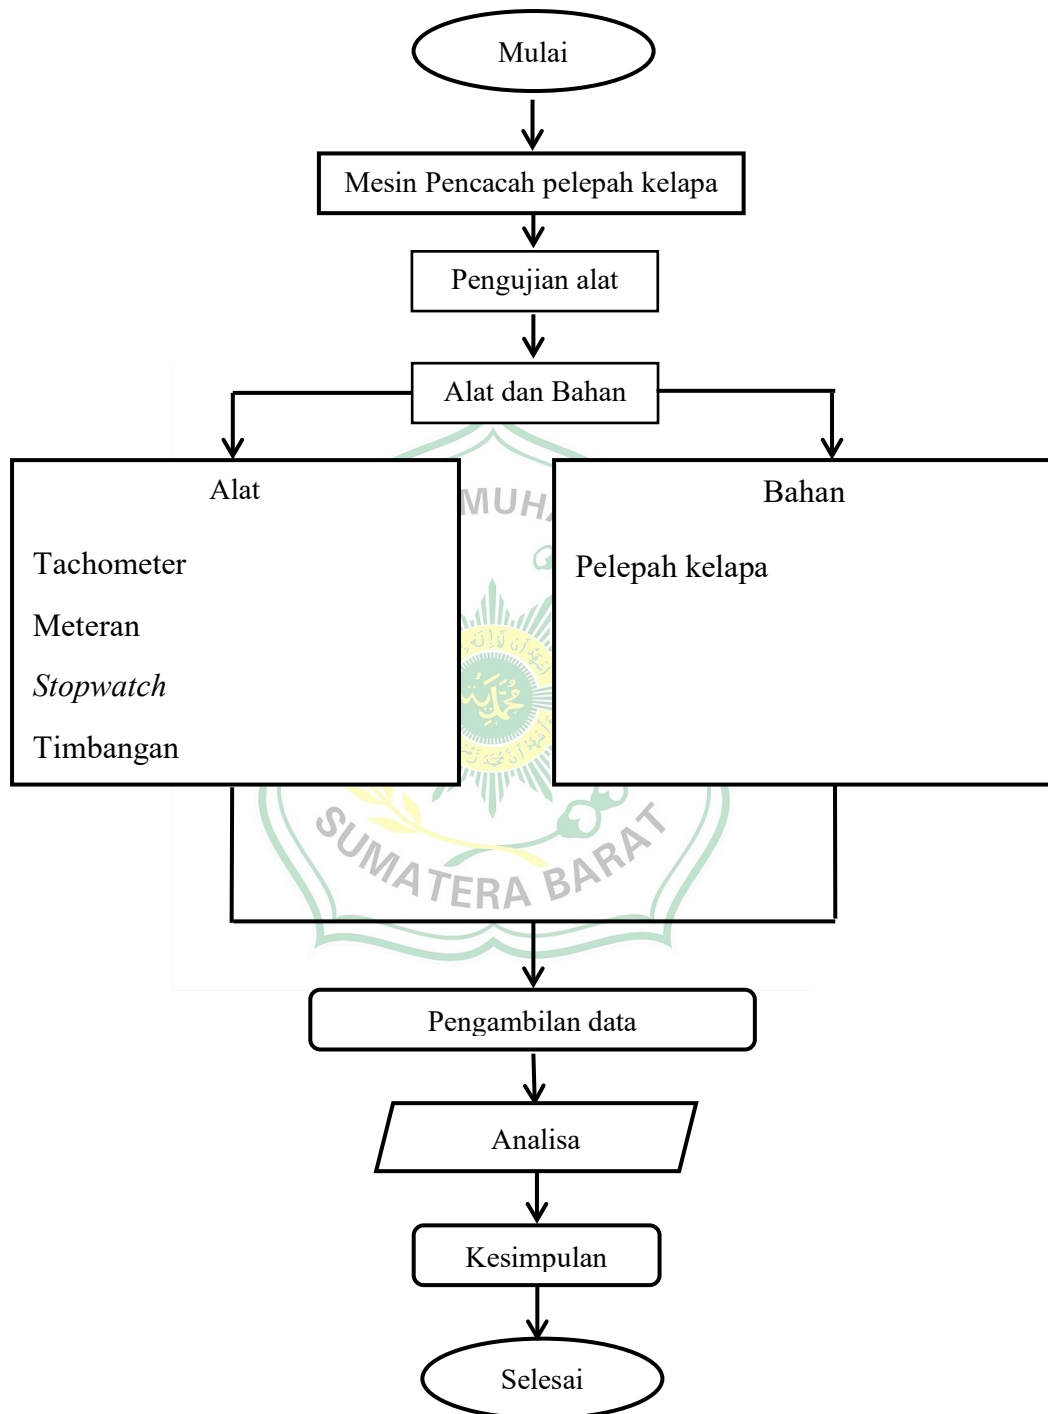 Mulai
Mesin Pencacah pelepah kelapa
Pengujian alat
Alat dan Bahan
Alat
Tachometer
Meteran
Stopwatch
Timbangan
Bahan
Pelepah kelapa
MUHA
SUMATERA BARAT
Pengambilan data
Analisa
Kesimpulan
Selesai